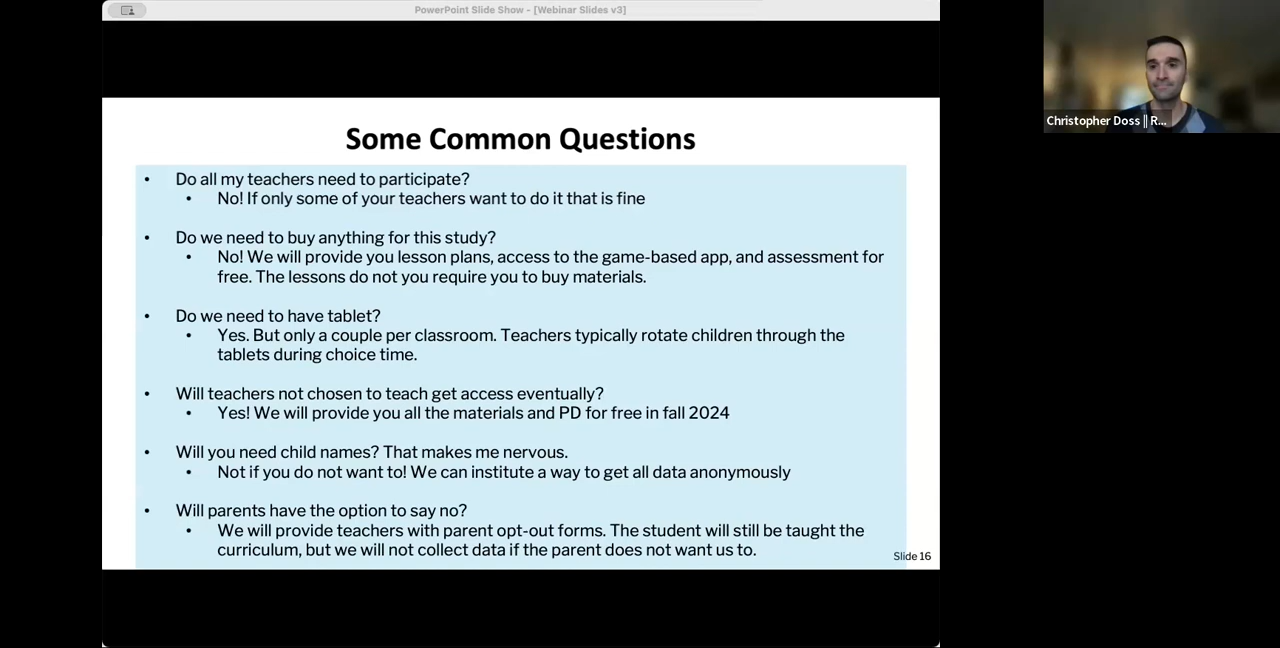 PowerPoint Slide Show - [Webinar Slides v3]
Christopher Doss || R...
Some Common Questions
• Do all my teachers need to participate?
• No! If only some of your teachers want to do it that is fine
• Do we need to buy anything for this study?
• No! We will provide you lesson plans, access to the game-based app, and assessment for
free. The lessons do not you require you to buy materials.
• Do we need to have tablet?
• Yes. But only a couple per classroom. Teachers typically rotate children through the
tablets during choice time.
• Will teachers not chosen to teach get access eventually?
• Yes! We will provide you all the materials and PD for free in fall 2024
• Will you need child names? That makes me nervous.
• Not if you do not want to! We can institute a way to get all data anonymously
• Will parents have the option to say no?
• We will provide teachers with parent opt-out forms. The student will still be taught the
curriculum, but we will not collect data if the parent does not want us to.
Slide 16